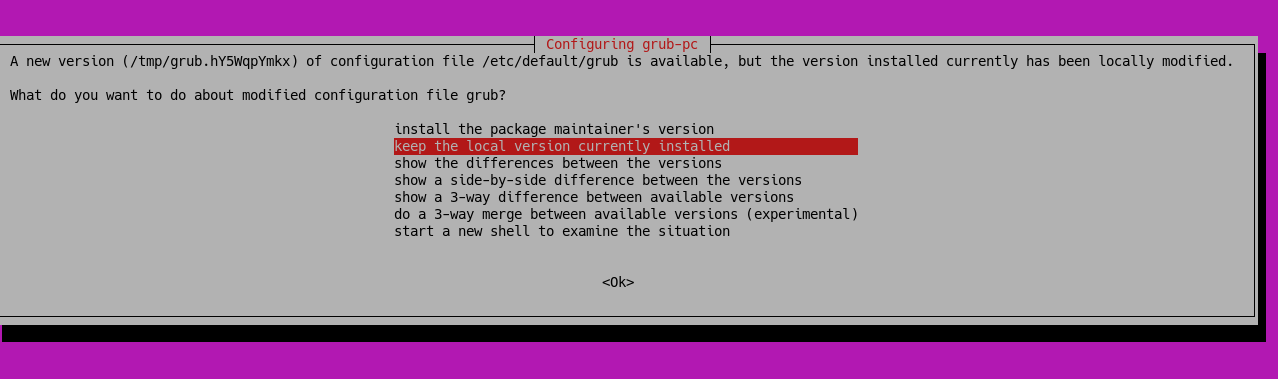 Configuring grub-pc
A new version (/tmp/grub.hY5WqpYmkx) of configuration file /etc/default/grub is available, but the version installed currently has been locally modified.
What do you want to do about modified configuration file grub?
install the package maintainer's version
keep the local version currently installed
show the differences between the versions
show a side-by-side difference between the versions
show a 3-way difference between available versions
do a 3-way merge between available versions (experimental)
start a new shell to examine the situation
<Ok>